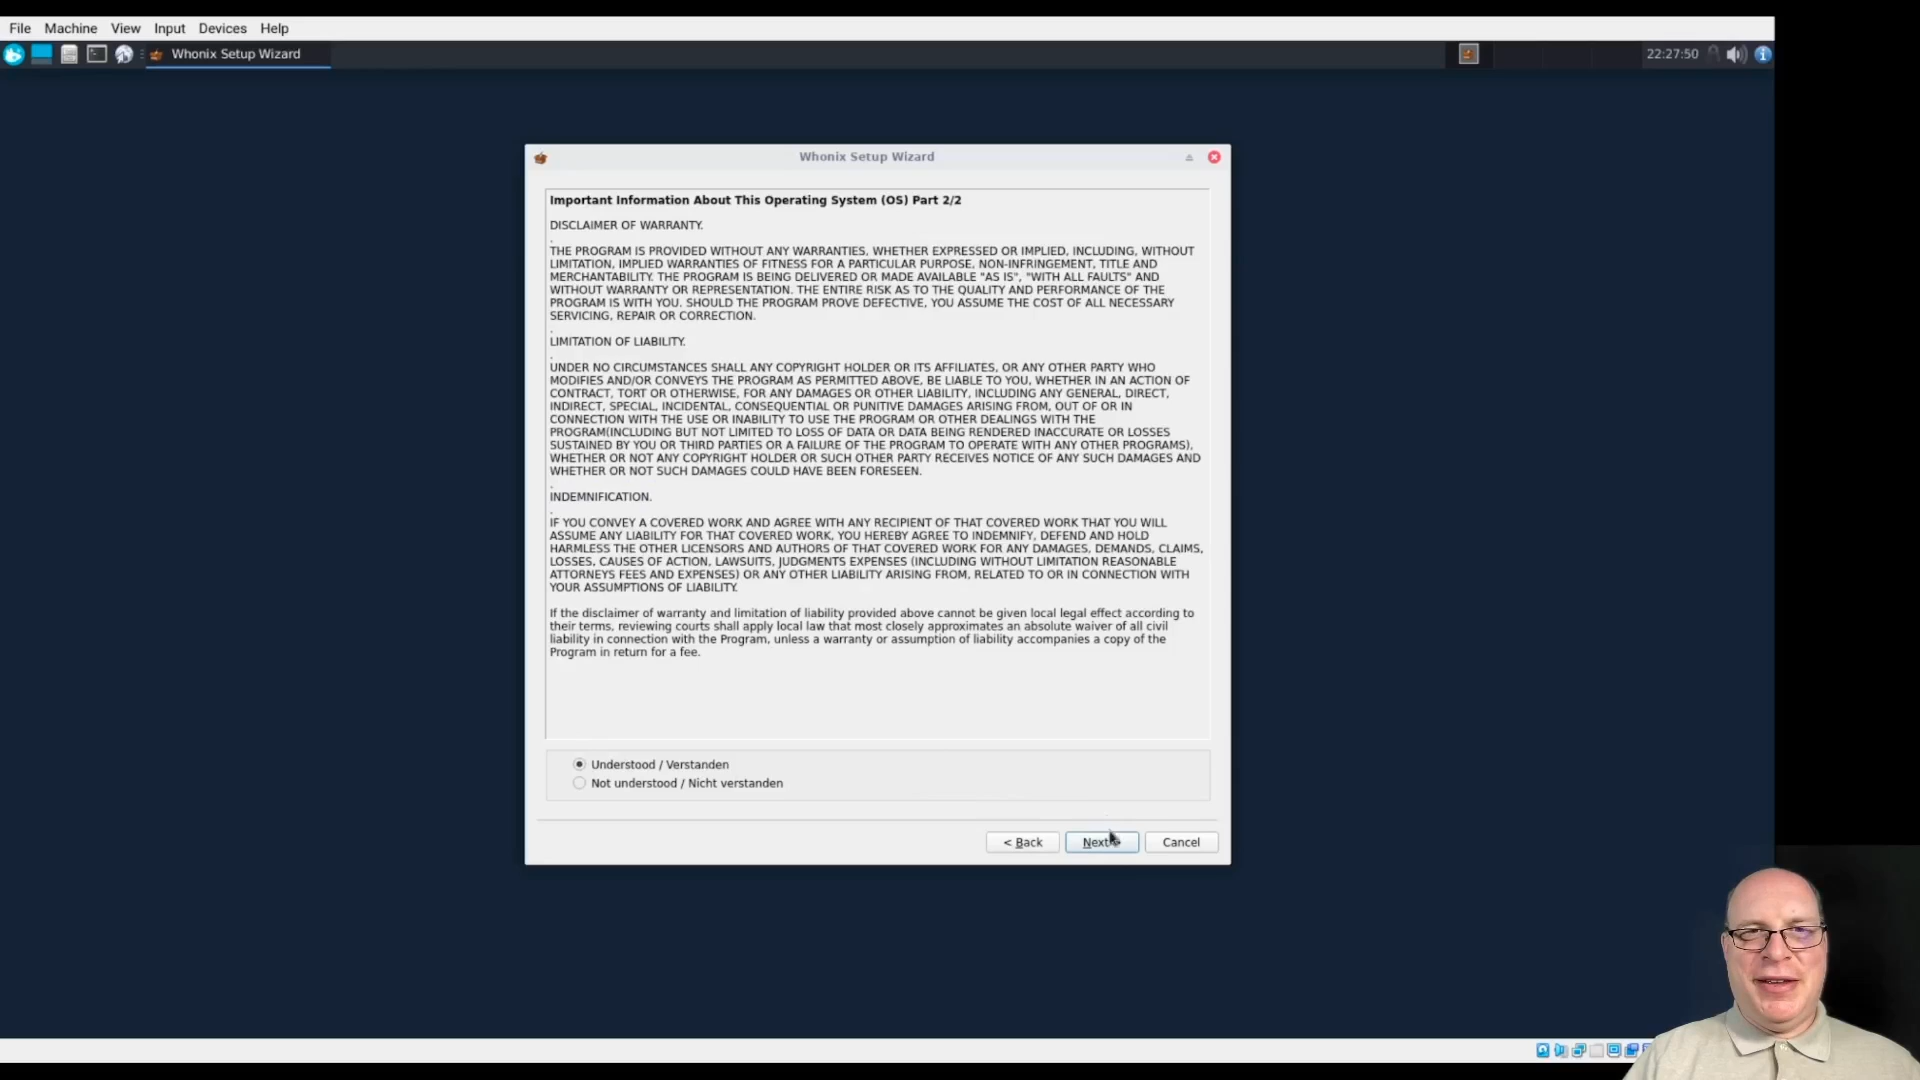 File Machine View Input Devices Help
Whonix Setup Wizard
22:27:50
Whonix Setup Wizard
Important Information About This Operating System (OS) Part 2/2
DISCLAIMER OF WARRANTY.
.
THE PROGRAM IS PROVIDED WITHOUT ANY WARRANTIES, WHETHER EXPRESSED OR IMPLIED, INCLUDING, WITHOUT
LIMITATION, IMPLIED WARRANTIES OF FITNESS FOR A PARTICULAR PURPOSE, NON-INFRINGEMENT, TITLE AND
MERCHANTABILITY. THE PROGRAM IS BEING DELIVERED OR MADE AVAILABLE "AS IS", "WITH ALL FAULTS" AND
WITHOUT WARRANTY OR REPRESENTATION. THE ENTIRE RISK AS TO THE QUALITY AND PERFORMANCE OF THE
PROGRAM IS WITH YOU. SHOULD THE PROGRAM PROVE DEFECTIVE, YOU ASSUME THE COST OF ALL NECESSARY
SERVICING, REPAIR OR CORRECTION.
.
LIMITATION OF LIABILITY.
.
UNDER NO CIRCUMSTANCES SHALL ANY COPYRIGHT HOLDER OR ITS AFFILIATES, OR ANY OTHER PARTY WHO
MODIFIES AND/OR CONVEYS THE PROGRAM AS PERMITTED ABOVE, BE LIABLE TO YOU, WHETHER IN AN ACTION OF
CONTRACT, TORT OR OTHERWISE, FOR ANY DAMAGES OR OTHER LIABILITY, INCLUDING ANY GENERAL, DIRECT,
INDIRECT, SPECIAL, INCIDENTAL, CONSEQUENTIAL OR PUNITIVE DAMAGES ARISING FROM, OUT OF OR IN
CONNECTION WITH THE USE OR INABILITY TO USE THE PROGRAM OR OTHER DEALINGS WITH THE
PROGRAM(INCLUDING BUT NOT LIMITED TO LOSS OF DATA OR DATA BEING RENDERED INACCURATE OR LOSSES
SUSTAINED BY YOU OR THIRD PARTIES OR A FAILURE OF THE PROGRAM TO OPERATE WITH ANY OTHER PROGRAMS),
WHETHER OR NOT ANY COPYRIGHT HOLDER OR SUCH OTHER PARTY RECEIVES NOTICE OF ANY SUCH DAMAGES AND
WHETHER OR NOT SUCH DAMAGES COULD HAVE BEEN FORESEEN.
.
INDEMNIFICATION.
.
IF YOU CONVEY A COVERED WORK AND AGREE WITH ANY RECIPIENT OF THAT COVERED WORK THAT YOU WILL
ASSUME ANY LIABILITY FOR THAT COVERED WORK, YOU HEREBY AGREE TO INDEMNIFY, DEFEND AND HOLD
HARMLESS THE OTHER LICENSORS AND AUTHORS OF THAT COVERED WORK FOR ANY DAMAGES, DEMANDS, CLAIMS,
LOSSES, CAUSES OF ACTION, LAWSUITS, JUDGMENTS EXPENSES (INCLUDING WITHOUT LIMITATION REASONABLE
ATTORNEYS FEES AND EXPENSES) OR ANY OTHER LIABILITY ARISING FROM, RELATED TO OR IN CONNECTION WITH
YOUR ASSUMPTIONS OF LIABILITY.
If the disclaimer of warranty and limitation of liability provided above cannot be given local legal effect according to
their terms, reviewing courts shall apply local law that most closely approximates an absolute waiver of all civil
liability in connection with the Program, unless a warranty or assumption of liability accompanies a copy of the
Program in return for a fee.
Understood / Verstanden
Not understood / Nicht verstanden
< Back Next Cancel